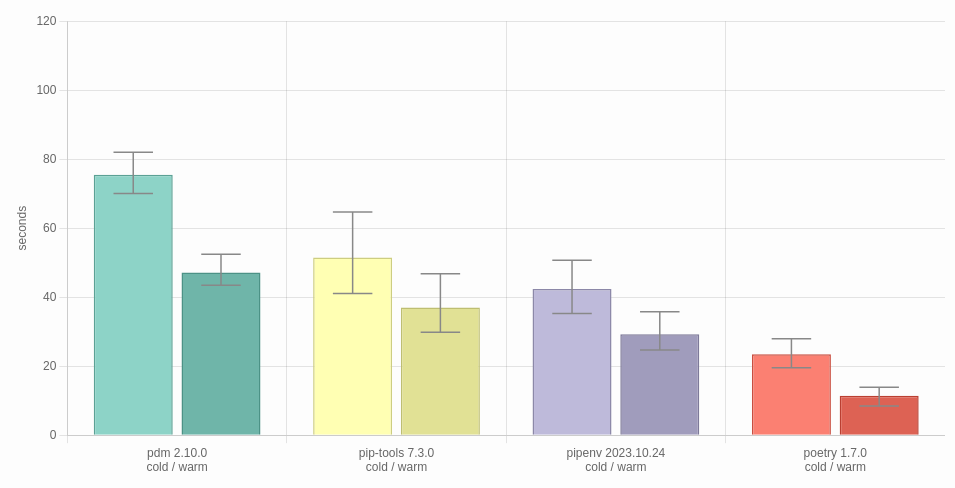 120
100
80
60
40
20
0
seconds
pdm 2.10.0
cold / warm
pip-tools 7.3.0
cold / warm
pipenv 2023.10.24
cold / warm
poetry 1.7.0
cold / warm